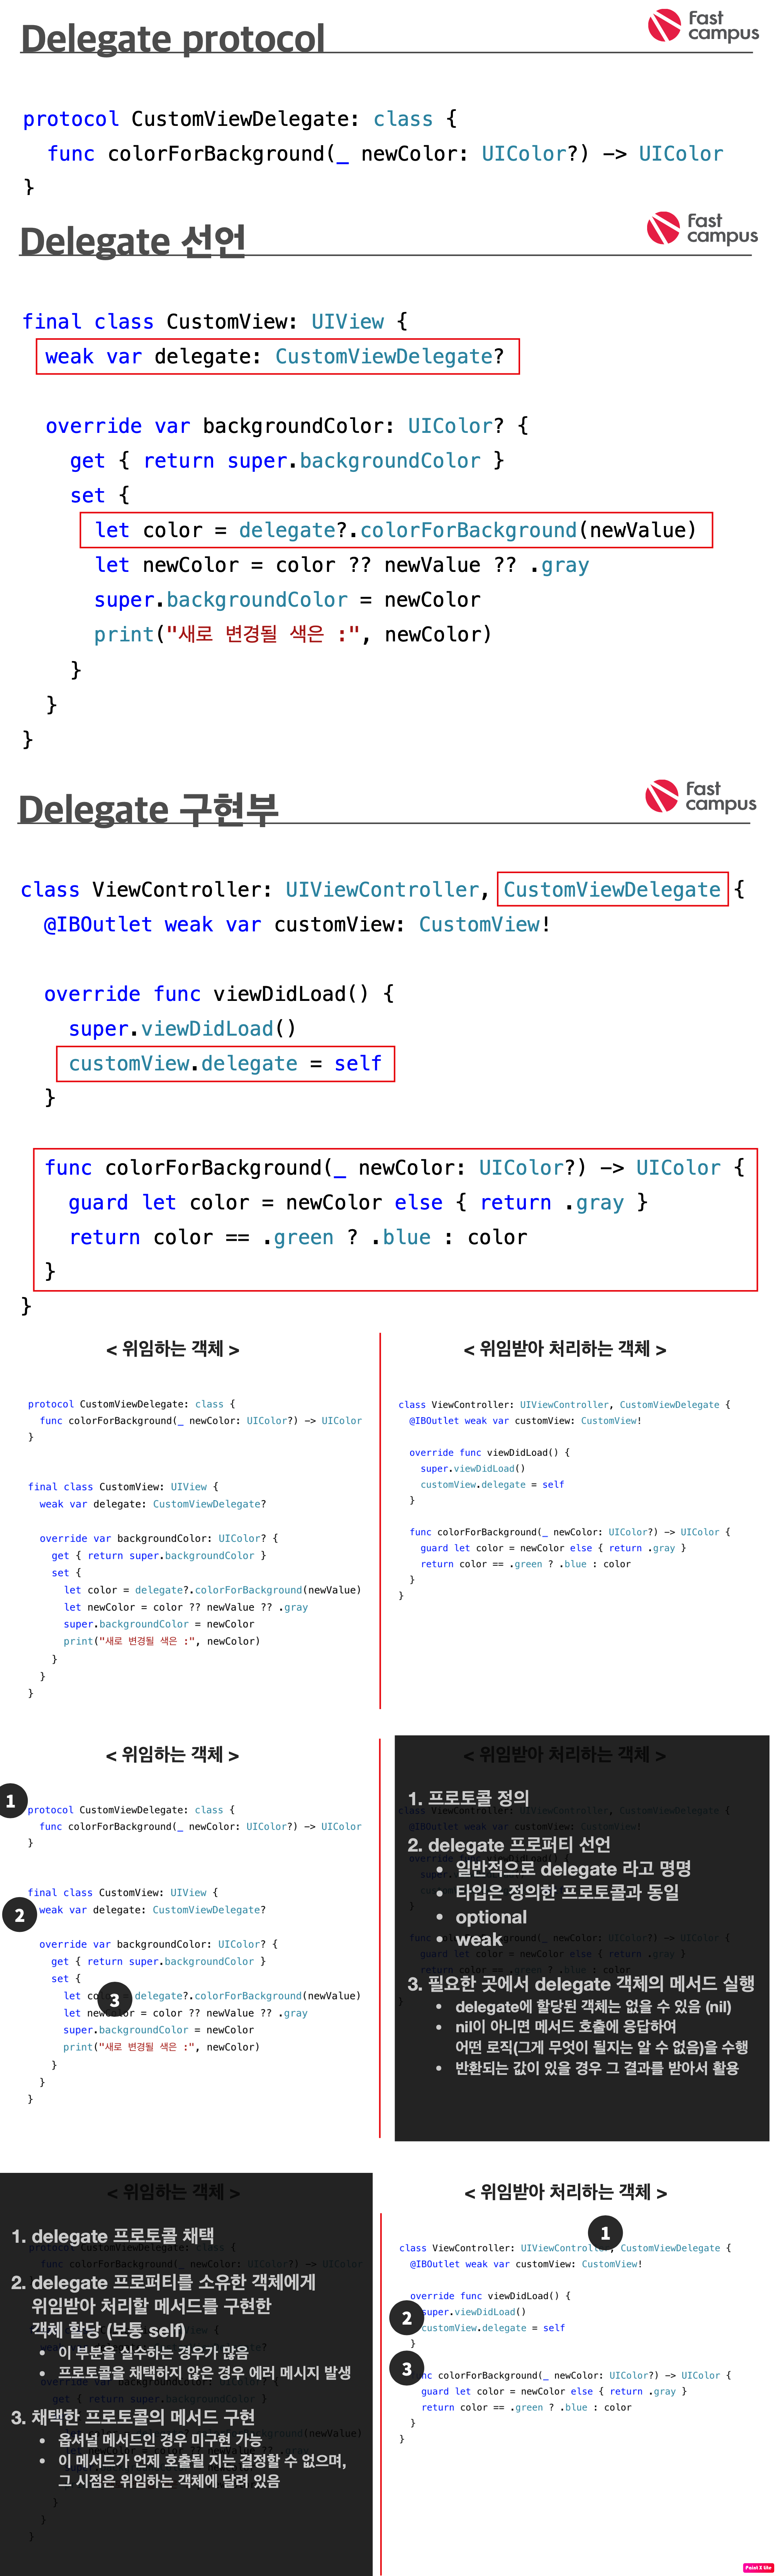 Delegate protocol
Fast campus
protocol CustomViewDelegate: class {
func colorForBackground(_ newColor: UIColor?) -> UIColor
}
Delegate 선언
Fast campus
final class CustomView: UIView {
weak var delegate: CustomViewDelegate?
override var backgroundColor: UIColor? {
get { return super.backgroundColor }
set {
let color = delegate?.colorForBackground(newValue)
let newColor = color ?? newValue ?? .gray
super.backgroundColor = newColor
print("새로 변경될 색은 :", newColor)
}
}
}
Delegate 구현부
Fast campus
class ViewController: UIViewController, CustomViewDelegate {
@IBOutlet weak var customView: CustomView!
override func viewDidLoad() {
super.viewDidLoad()
customView.delegate = self
}
func colorForBackground(_ newColor: UIColor?) -> UIColor {
guard let color = newColor else { return .gray }
return color == .green ? .blue : color
}
}
< 위임하는 객체 >
protocol CustomViewDelegate: class {
func colorForBackground(_ newColor: UIColor?) -> UIColor
}
final class CustomView: UIView {
weak var delegate: CustomViewDelegate?
override var backgroundColor: UIColor? {
get { return super.backgroundColor }
set {
let color = delegate?.colorForBackground(newValue)
let newColor = color ?? newValue ?? .gray
super.backgroundColor = newColor
print("새로 변경될 색은 :", newColor)
}
}
}
< 위임받아 처리하는 객체 >
class ViewController: UIViewController, CustomViewDelegate {
@IBOutlet weak var customView: CustomView!
override func viewDidLoad() {
super.viewDidLoad()
customView.delegate = self
}
func colorForBackground(_ newColor: UIColor?) -> UIColor {
guard let color = newColor else { return .gray }
return color == .green ? .blue : color
}
}
< 위임하는 객체 >
1
protocol CustomViewDelegate: class {
func colorForBackground(_ newColor: UIColor?) -> UIColor
}
final class CustomView: UIView {
2
weak var delegate: CustomViewDelegate?
override var backgroundColor: UIColor? {
get { return super.backgroundColor }
set {
3
let co delegate?.colorForBackground(newValue)
let new = color ?? newValue ?? .gray
super.backgroundColor = newColor
print("새로 변경될 색은 :", newColor)
}
}
}
< 위임받아 처리하는 객체 >
1. 프로토콜 정의
2. delegate 프로퍼티 선언
• 일반적으로 delegate 라고 명명
• 타입은 정의한 프로토콜과 동일
• optional
• weak
3. 필요한 곳에서 delegate 객체의 메서드 실행
• delegate에 할당된 객체는 없을 수 있음 (nil)
• nil이 아니면 메서드 호출에 응답하여
어떤 로직(그게 무엇이 될지는 알 수 없음)을 수행
• 반환되는 값이 있을 경우 그 결과를 받아서 활용
< 위임하는 객체 >
1. delegate 프로토콜 채택
2. delegate 프로퍼티를 소유한 객체에게
위임받아 처리할 메서드를 구현한
객체 할당 (보통 self)
• 이 부분을 실수하는 경우가 많음
• 프로토콜을 채택하지 않은 경우 에러 메시지 발생
3. 채택한 프로토콜의 메서드 구현
• 옵셔널 메서드인 경우 미구현 가능
• 이 메서드가 언제 호출될 지는 결정할 수 없으며,
그 시점은 위임하는 객체에 달려 있음
< 위임받아 처리하는 객체 >
1
class ViewController: UIViewController, CustomViewDelegate {
@IBOutlet weak var customView: CustomView!
override func viewDidLoad() {
2
super.viewDidLoad()
customView.delegate = self
}
3
nc colorForBackground(_ newColor: UIColor?) -> UIColor {
guard let color = newColor else { return .gray }
return color == .green ? .blue : color
}
}
Paint X lite